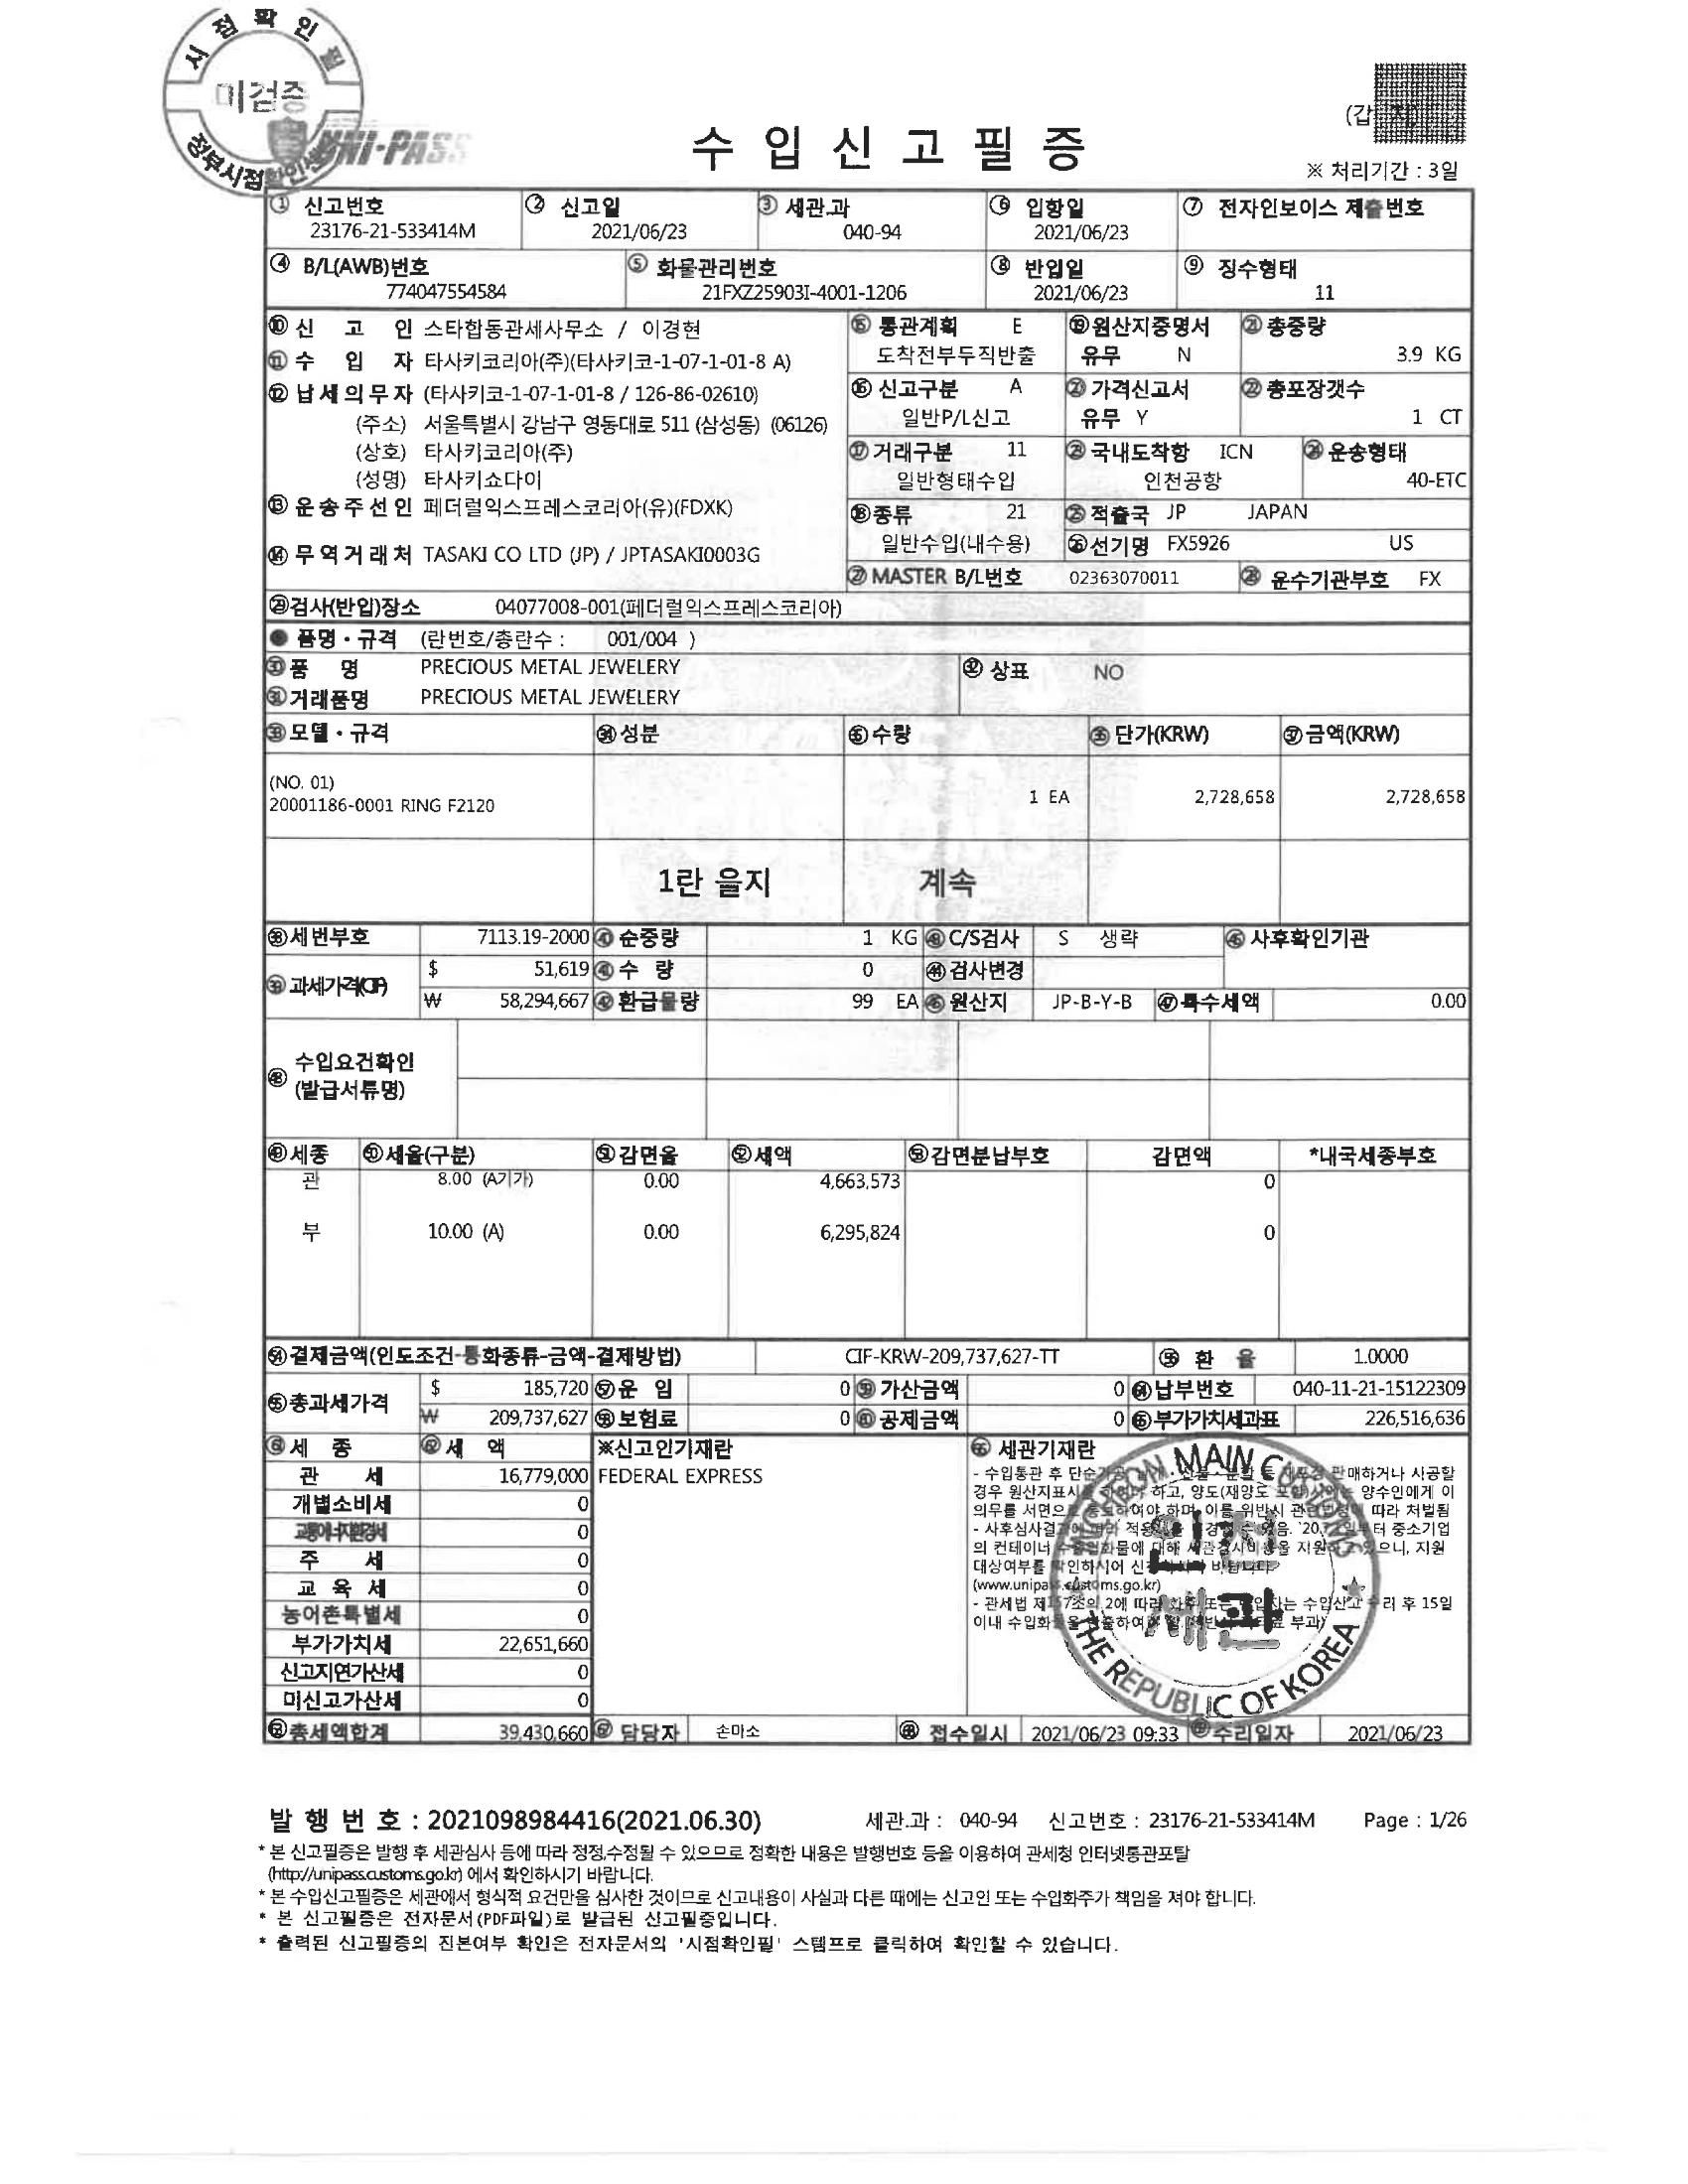 시점확인필
미검증
정부시점확인센
UNI-PASS
수 입 신 고 필 증
(갑 지)
※ 처리기간 : 3일
① 신고번호 ② 신고일 ③ 세관.과 ⑥ 입항일 ⑦ 전자인보이스 제출번호
23176-21-533414M 2021/06/23 040-94 2021/06/23
④ B/L(AWB)번호 ⑤ 화물관리번호 ⑧ 반입일 ⑨ 징수형태
774047554584 21FXZ25903I-4001-1206 2021/06/23 11
⑩ 신 고 인 스타합동관세사무소 / 이경현
⑪ 수 입 자 타사키코리아(주)(타사키코-1-07-1-01-8 A)
⑫ 납세의무자 (타사키코-1-07-1-01-8 / 126-86-02610)
(주소) 서울특별시 강남구 영동대로 511 (삼성동) (06126)
(상호) 타사키코리아(주)
(성명) 타사키쇼다이
⑬ 운송주선인 페더럴익스프레스코리아(유)(FDXK)
⑭ 무역거래처 TASAKI CO LTD (JP) / JPTASAKI0003G
⑮ 통관계획 E ⑲ 원산지증명서 ㉑ 총중량
도착전부두직반출 유무 N 3.9 KG
⑯ 신고구분 A ⑳ 가격신고서 ㉒ 총포장갯수
일반P/L신고 유무 Y 1 CT
⑰ 거래구분 11 ㉓ 국내도착항 ICN ㉔ 운송형태
일반형태수입 인천공항 40-ETC
⑱ 종류 21 ㉕ 적출국 JP JAPAN
일반수입(내수용) ㉖ 선기명 FX5926 US
㉗ MASTER B/L번호 02363070011 ㉘ 운수기관부호 FX
㉙ 검사(반입)장소 04077008-001(페더럴익스프레스코리아)
● 품명・규격 (란번호/총란수 : 001/004 )
㉚ 품 명 PRECIOUS METAL JEWELERY ㉜ 상표 NO
㉛ 거래품명 PRECIOUS METAL JEWELERY
㉝ 모델・규격 ㉞ 성분 ㉟ 수량 ㊱ 단가(KRW) ㊲ 금액(KRW)
(NO. 01)
20001186-0001 RING F2120 1 EA 2,728,658 2,728,658
1란 을지 계속
㊳ 세번부호 7113.19-2000 ㊵ 순중량 1 KG ㊸ C/S검사 S 생략 ㊺ 사후확인기관
㊴ 과세가격(CIF) $ 51,619 ㊶ 수 량 0 ㊹ 검사변경
₩ 58,294,667 ㊷ 환급물량 99 EA ㊻ 원산지 JP-B-Y-B ㊼ 특수세액 0.00
㊽ 수입요건확인
(발급서류명)
㊾ 세종 ㊿ 세율(구분) 51 감면율 52 세액 53 감면분납부호 감면액 *내국세종부호
관 8.00 (A기가) 0.00 4,663,573 0
부 10.00 (A) 0.00 6,295,824 0
54 결제금액(인도조건-통화종류-금액-결제방법) CIF-KRW-209,737,627-TT 56 환 율 1.0000
55 총과세가격 $ 185,720 57 운 임 0 59 가산금액 0 64 납부번호 040-11-21-15122309
₩ 209,737,627 58 보험료 0 60 공제금액 0 65 부가가치세과표 226,516,636
61 세 종 62 세 액 ※신고인기재란 66 세관기재란
관 세 16,779,000 FEDERAL EXPRESS
개별소비세 0
교통에너지환경세 0
주 세 0
교 육 세 0
농어촌특별세 0
부가가치세 22,651,660
신고지연가산세 0
미신고가산세 0
- 수입통관 후 단순 판매하거나 사공할
경우 원산지표시 하고, 양도(재양도 양수인에게 이
의무를 서면으로 하여야 하며, 이를 위반시 따라 처벌됨
- 사후심사결 적용 있음. 중소기업
의 컨테이너 화물에 대해 지원하고 있으니, 지원
대상여부를 확인하시어 바랍니다.
(www.unipass.customs.go.kr)
- 관세법 따라 또는 수입신고 수리 후 15일
이내 수입화물을 부과)
INCHEON MAIN CUSTOMS
인천
세관
THE REPUBLIC OF KOREA
63 총세액합계 39,430,660 67 담당자 손마소 68 접수일시 2021/06/23 09:33 69 수리일자 2021/06/23
발 행 번 호 : 2021098984416(2021.06.30) 세관.과 : 040-94 신고번호 : 23176-21-533414M Page : 1/26
* 본 신고필증은 발행 후 세관심사 등에 따라 정정,수정될 수 있으므로 정확한 내용은 발행번호 등을 이용하여 관세청 인터넷통관포탈
(http://unipass.customs.go.kr) 에서 확인하시기 바랍니다.
* 본 수입신고필증은 세관에서 형식적 요건만을 심사한 것이므로 신고내용이 사실과 다른 때에는 신고인 또는 수입화주가 책임을 져야 합니다.
* 본 신고필증은 전자문서(PDF파일)로 발급된 신고필증입니다.
* 출력된 신고필증의 진본여부 확인은 전자문서의 '시점확인필' 스탬프로 클릭하여 확인할 수 있습니다.